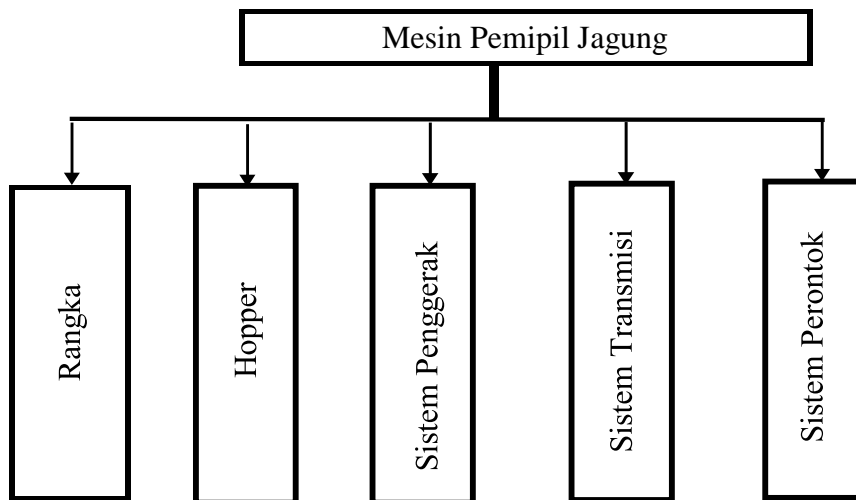 Mesin Pemipil Jagung
Rangka
Hopper
Sistem Penggerak
Sistem Transmisi
Sistem Perontok